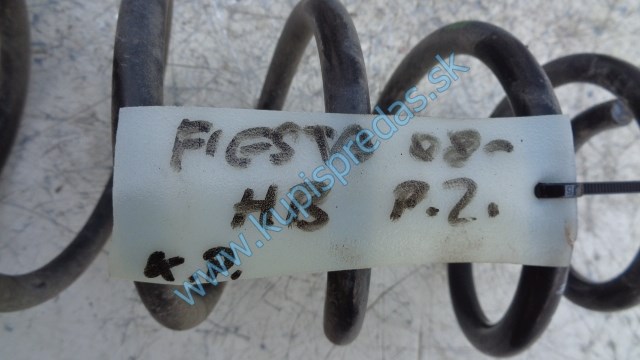 FIESTA 08-
HB P.Z.
www.kupispredas.sk